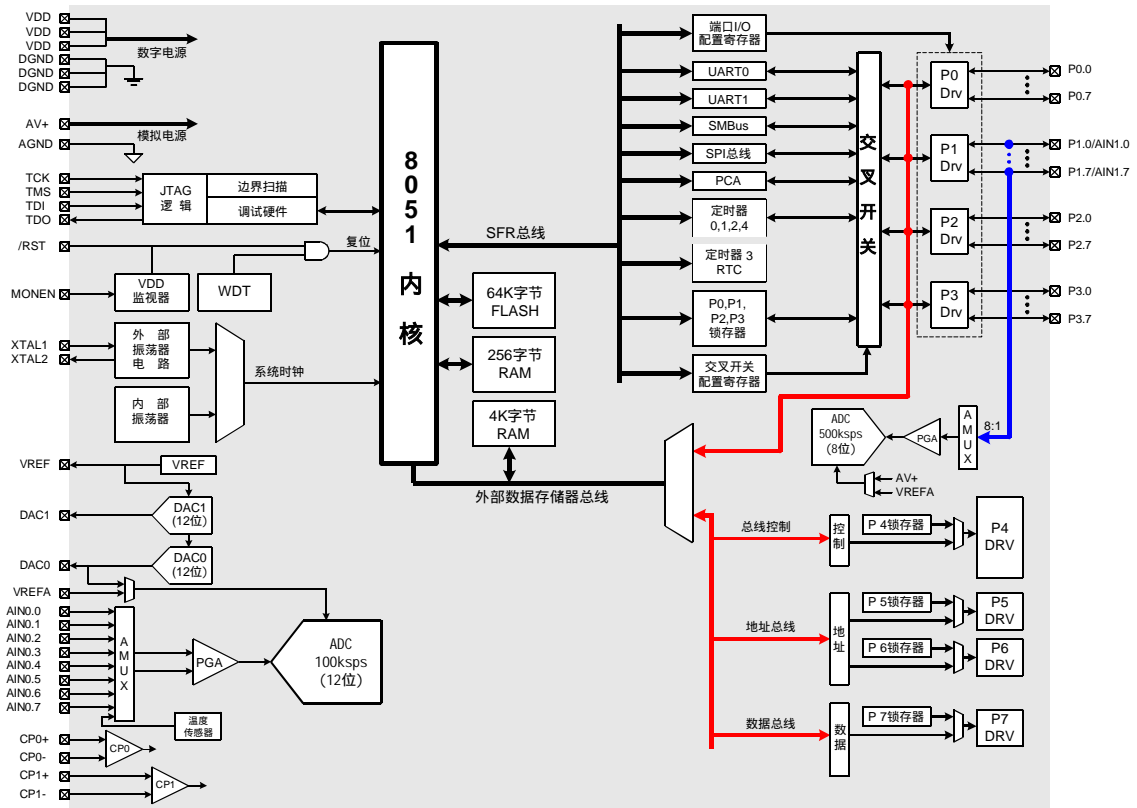 VDD
VDD
VDD
DGND
DGND
DGND
数字电源
AV+
模拟电源
AGND
TCK
TMS
TDI
TDO
JTAG
逻 辑
边界扫描
调试硬件
/RST
复位
MONEN
VDD
监视器
WDT
XTAL1
XTAL2
外 部
振荡器
电 路
内 部
振荡器
系统时钟
VREF
VREF
DAC1
DAC1
(12位)
DAC0
DAC0
(12位)
VREFA
AIN0.0
AIN0.1
AIN0.2
AIN0.3
AIN0.4
AIN0.5
AIN0.6
AIN0.7
AMUX
PGA
ADC
100ksps
(12位)
温度
传感器
CP0+
CP0-
CP0
CP1+
CP1-
CP1
8051内核
SFR总线
64K字节
FLASH
256字节
RAM
4K字节
RAM
外部数据存储器总线
端口I/O
配置寄存器
UART0
UART1
SMBus
SPI总线
PCA
定时器
0,1,2,4
定时器 3
RTC
P0,P1,
P2,P3
锁存器
交叉开关
配置寄存器
交叉开关
P0
Drv
P1
Drv
P2
Drv
P3
Drv
P0.0
P0.7
P1.0/AIN1.0
P1.7/AIN1.7
P2.0
P2.7
P3.0
P3.7
ADC
500ksps
(8位)
PGA
AMUX
8:1
AV+
VREFA
总线控制
控制
P 4锁存器
P4
DRV
地址总线
地址
P 5锁存器
P5
DRV
P 6锁存器
P6
DRV
数据总线
数据
P 7锁存器
P7
DRV